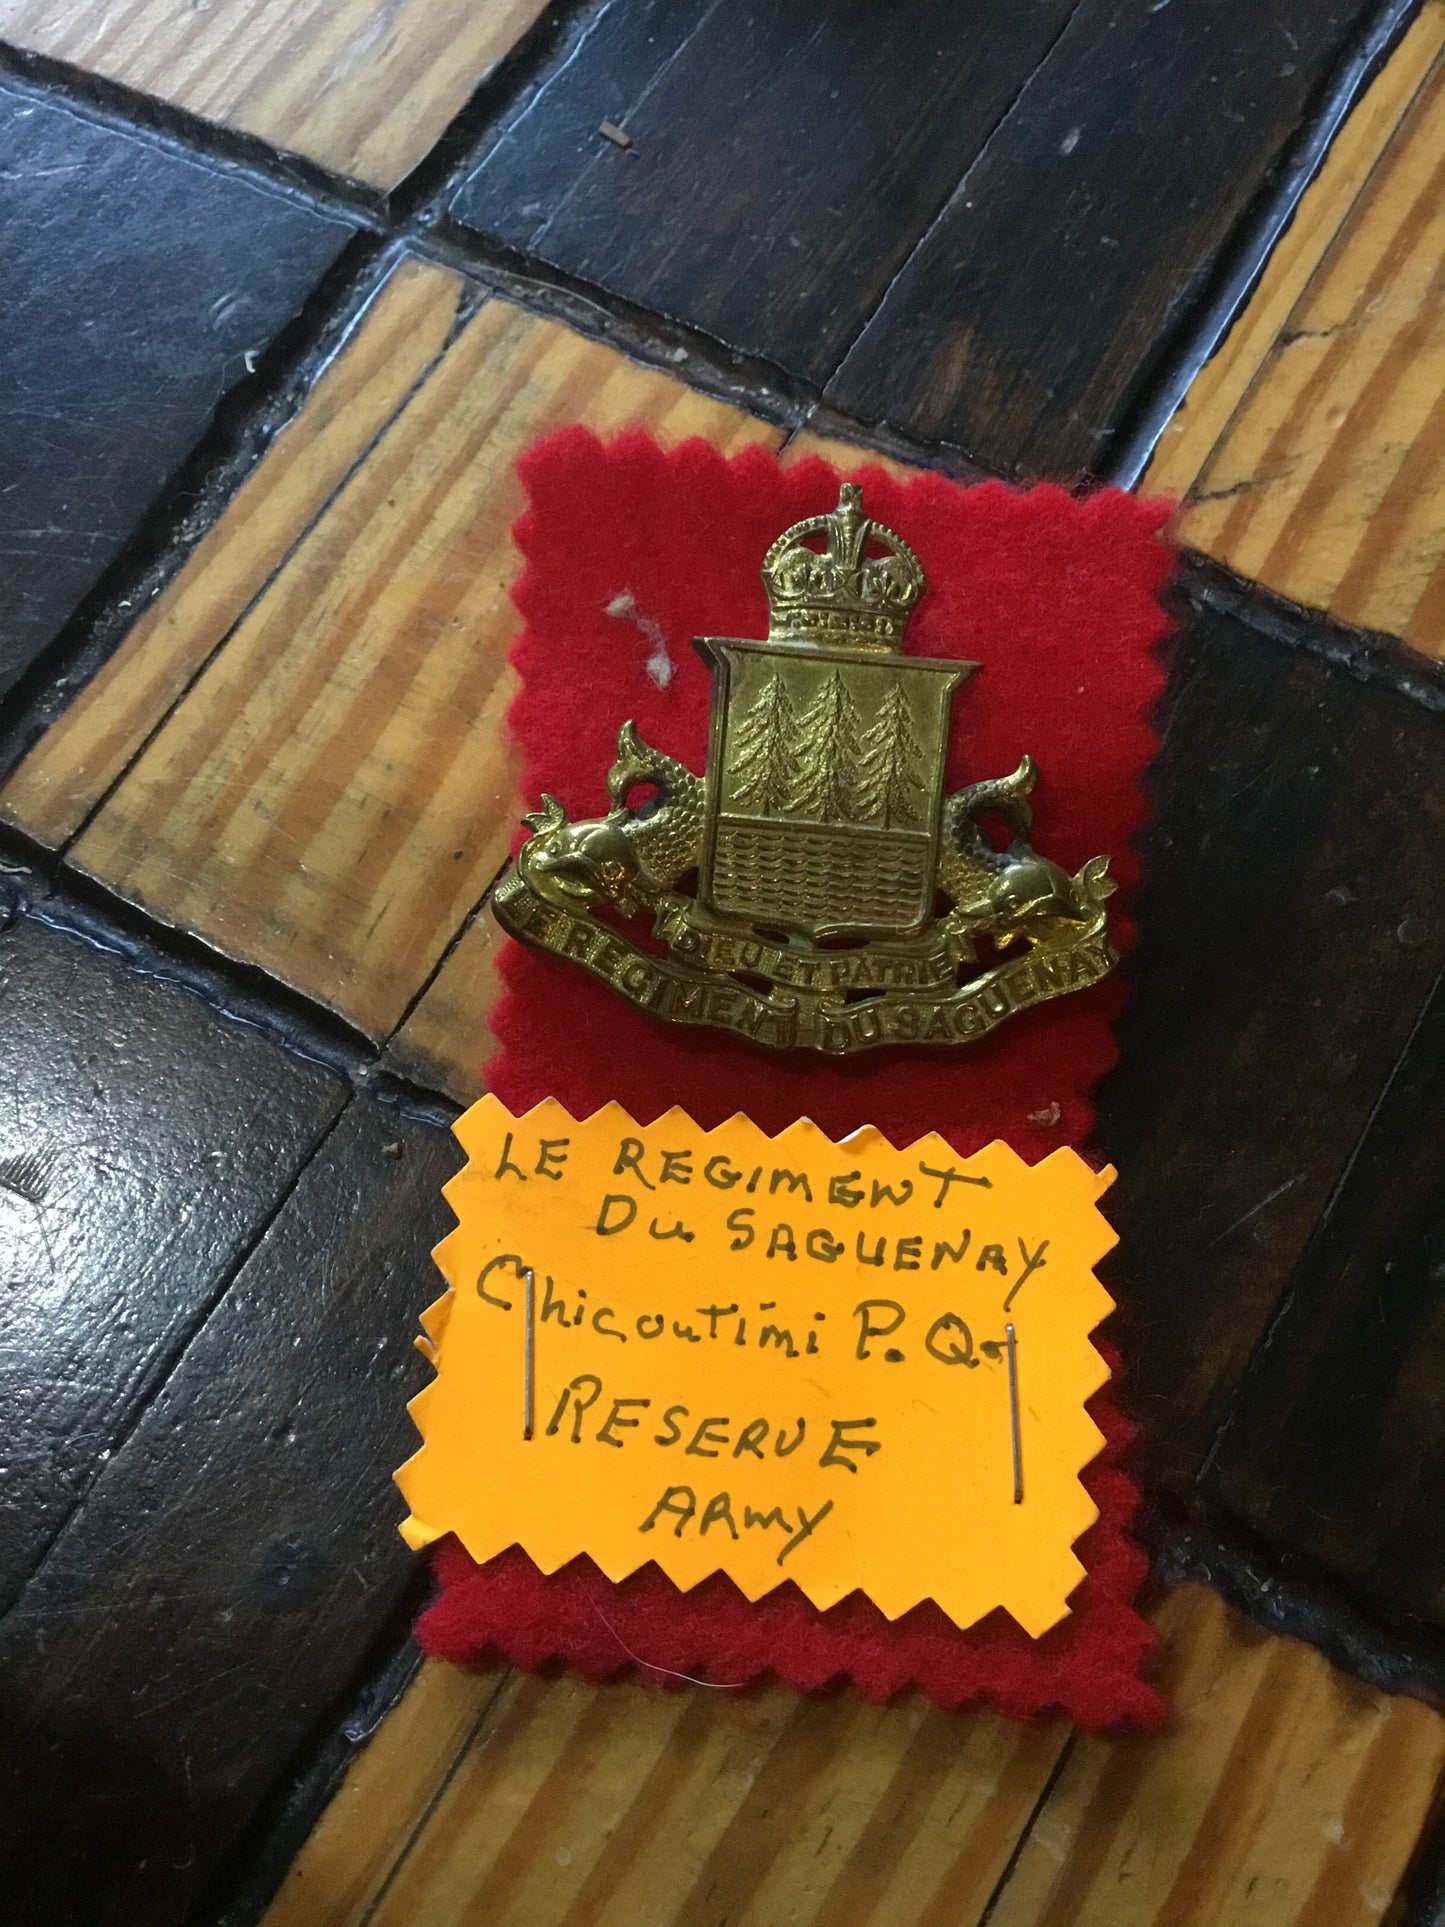 DIEU ET PATRIE
LE REGIMENT DU SAGUENAY
LE REGIMENT
DU SAGUENAY
Chicoutimi P.Q.
RESERVE
ARMY